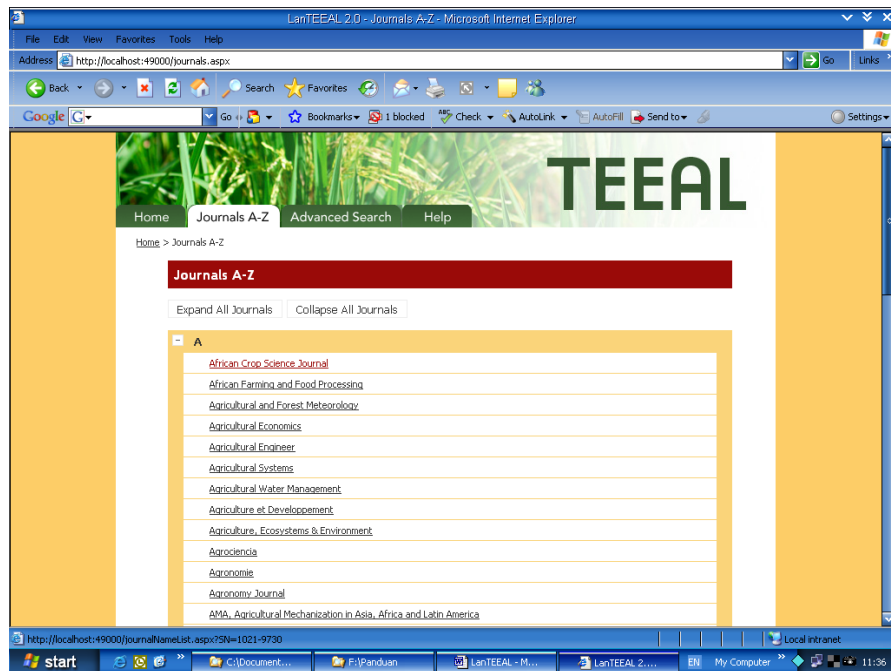 LanTEEAL 2.0 - Journals A-Z - Microsoft Internet Explorer
File Edit View Favorites Tools Help
Address http://localhost:49000/journals.aspx Go Links »
Back Search Favorites
Google G Go Bookmarks 1 blocked ABC Check AutoLink AutoFill Send to Settings
TEEAL
Home Journals A-Z Advanced Search Help
Home > Journals A-Z
Journals A-Z
Expand All Journals Collapse All Journals
- A
African Crop Science Journal
African Farming and Food Processing
Agricultural and Forest Meteorology
Agricultural Economics
Agricultural Engineer
Agricultural Systems
Agricultural Water Management
Agriculture et Developpement
Agriculture, Ecosystems & Environment
Agrociencia
Agronomie
Agronomy Journal
AMA, Agricultural Mechanization in Asia, Africa and Latin America
http://localhost:49000/journalNameList.aspx?SN=1021-9730 Local intranet
start » C:\Document... F:\Panduan LanTEEAL - M... LanTEEAL 2.... EN My Computer » 11:36